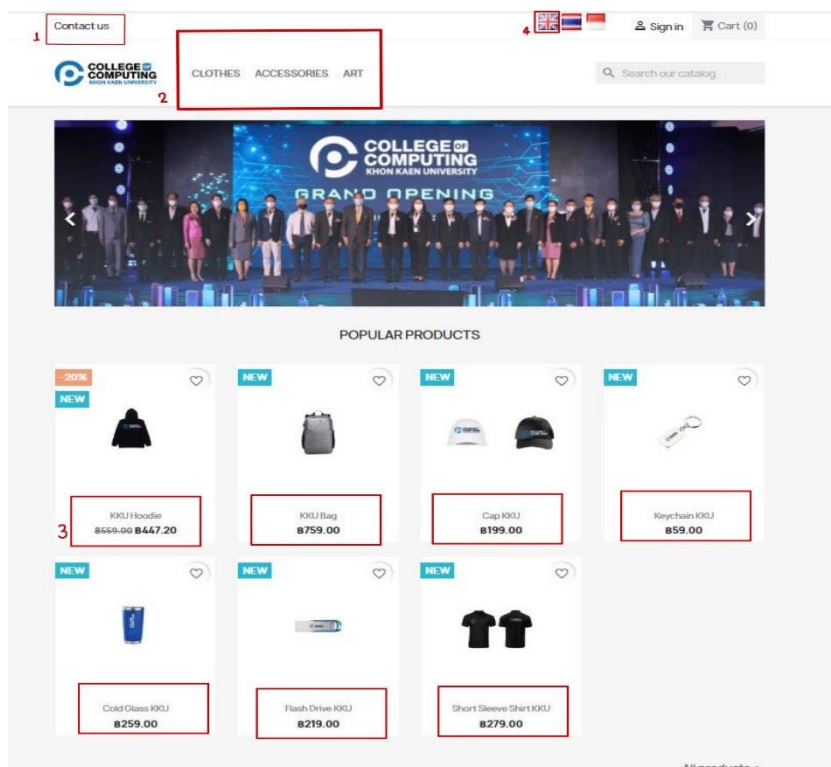 Contact us
1
4
Sign in
Cart (0)
COLLEGE OF
COMPUTING
KHON KAEN UNIVERSITY
2
CLOTHES ACCESSORIES ART
Search our catalog
COLLEGE OF
COMPUTING
KHON KAEN UNIVERSITY
GRAND OPENING
POPULAR PRODUCTS
-20%
NEW
NEW
NEW
NEW
3
KKU Hoodie
฿559.00 ฿447.20
KKU Bag
฿759.00
Cap KKU
฿199.00
Keychain KKU
฿59.00
NEW
NEW
NEW
Cold Glass KKU
฿259.00
Flash Drive KKU
฿219.00
Short Sleeve Shirt KKU
฿279.00